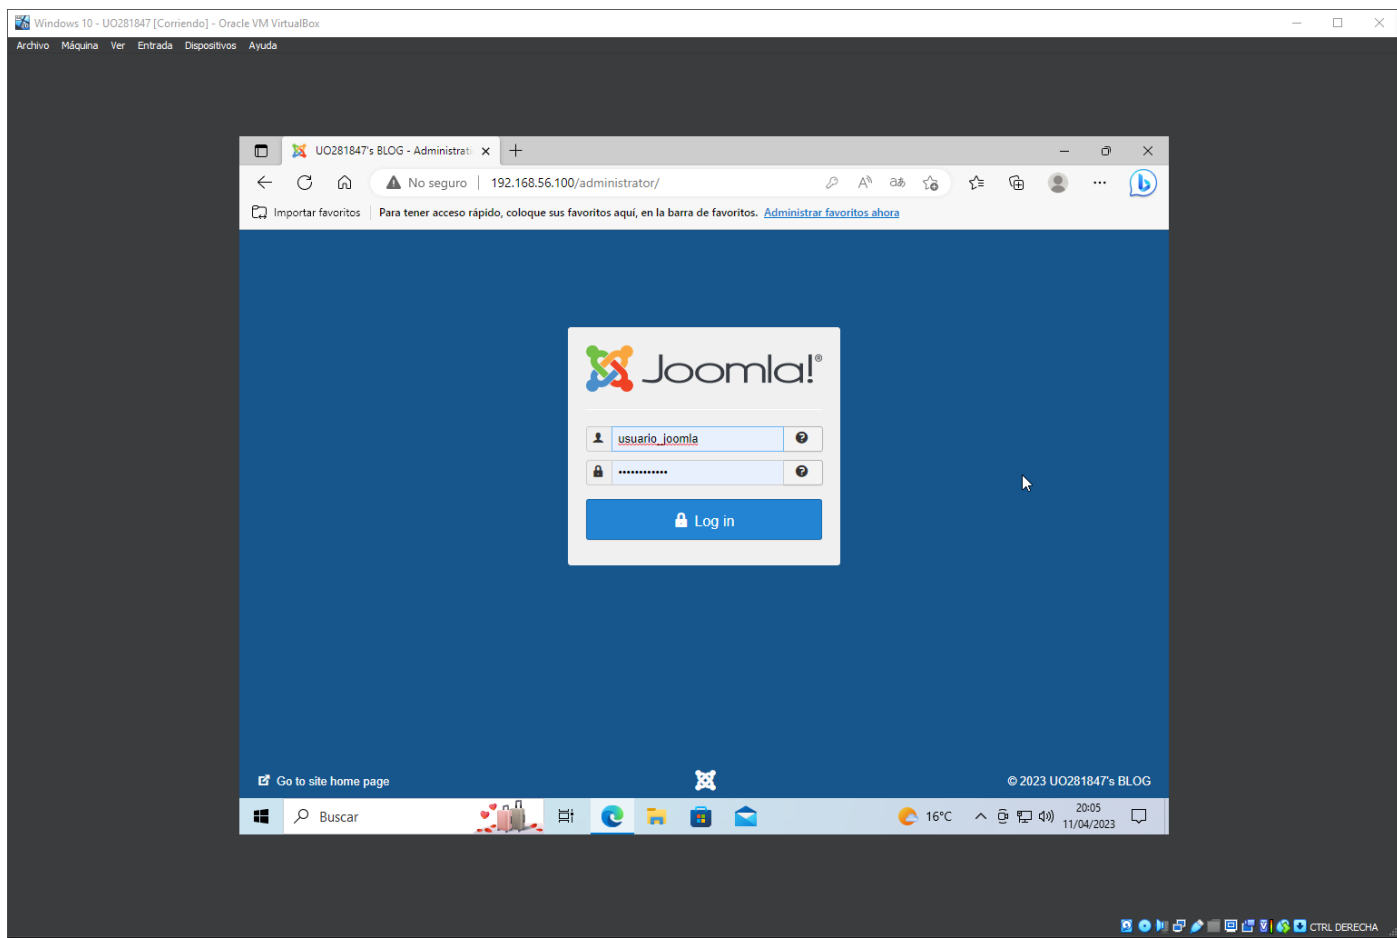 Windows 10 - UO281847 [Corriendo] - Oracle VM VirtualBox
Archivo Máquina Ver Entrada Dispositivos Ayuda
UO281847's BLOG - Administrati
No seguro 192.168.56.100/administrator/
Importar favoritos Para tener acceso rápido, coloque sus favoritos aquí, en la barra de favoritos. Administrar favoritos ahora
Joomla!®
usuario_joomla
••••••••••••
Log in
Go to site home page © 2023 UO281847's BLOG
Buscar 16°C 20:05
11/04/2023
CTRL DERECHA